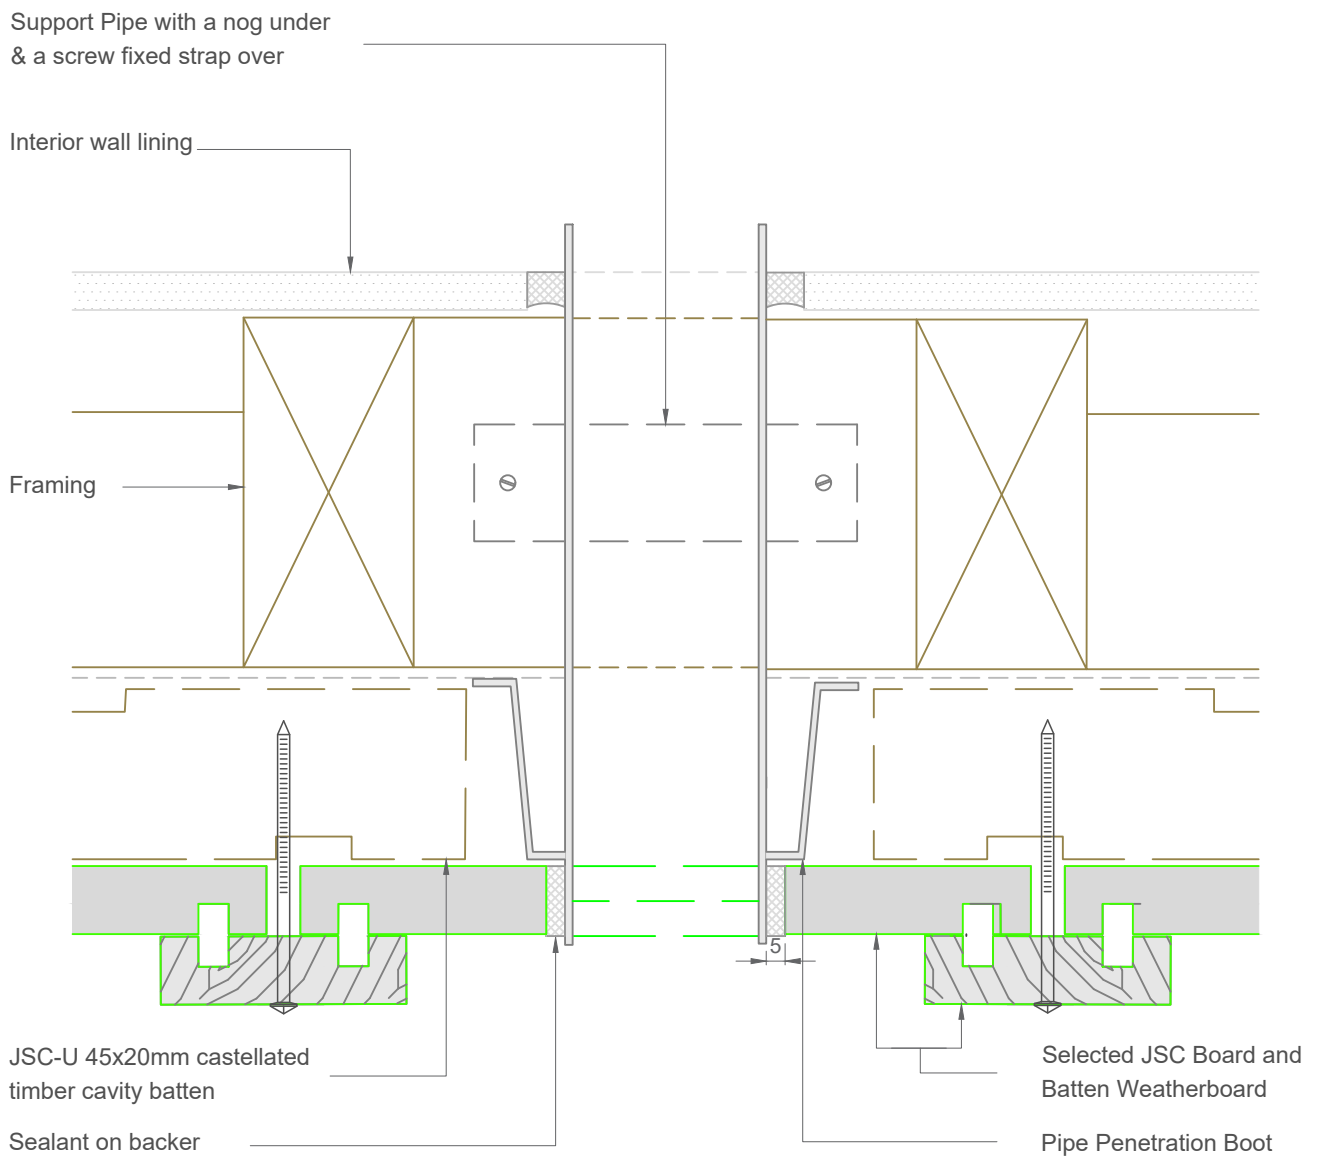 Support Pipe with a nog under
& a screw fixed strap over
Interior wall lining
Framing
5
JSC-U 45x20mm castellated
timber cavity batten
Sealant on backer
Selected JSC Board and
Batten Weatherboard
Pipe Penetration Boot